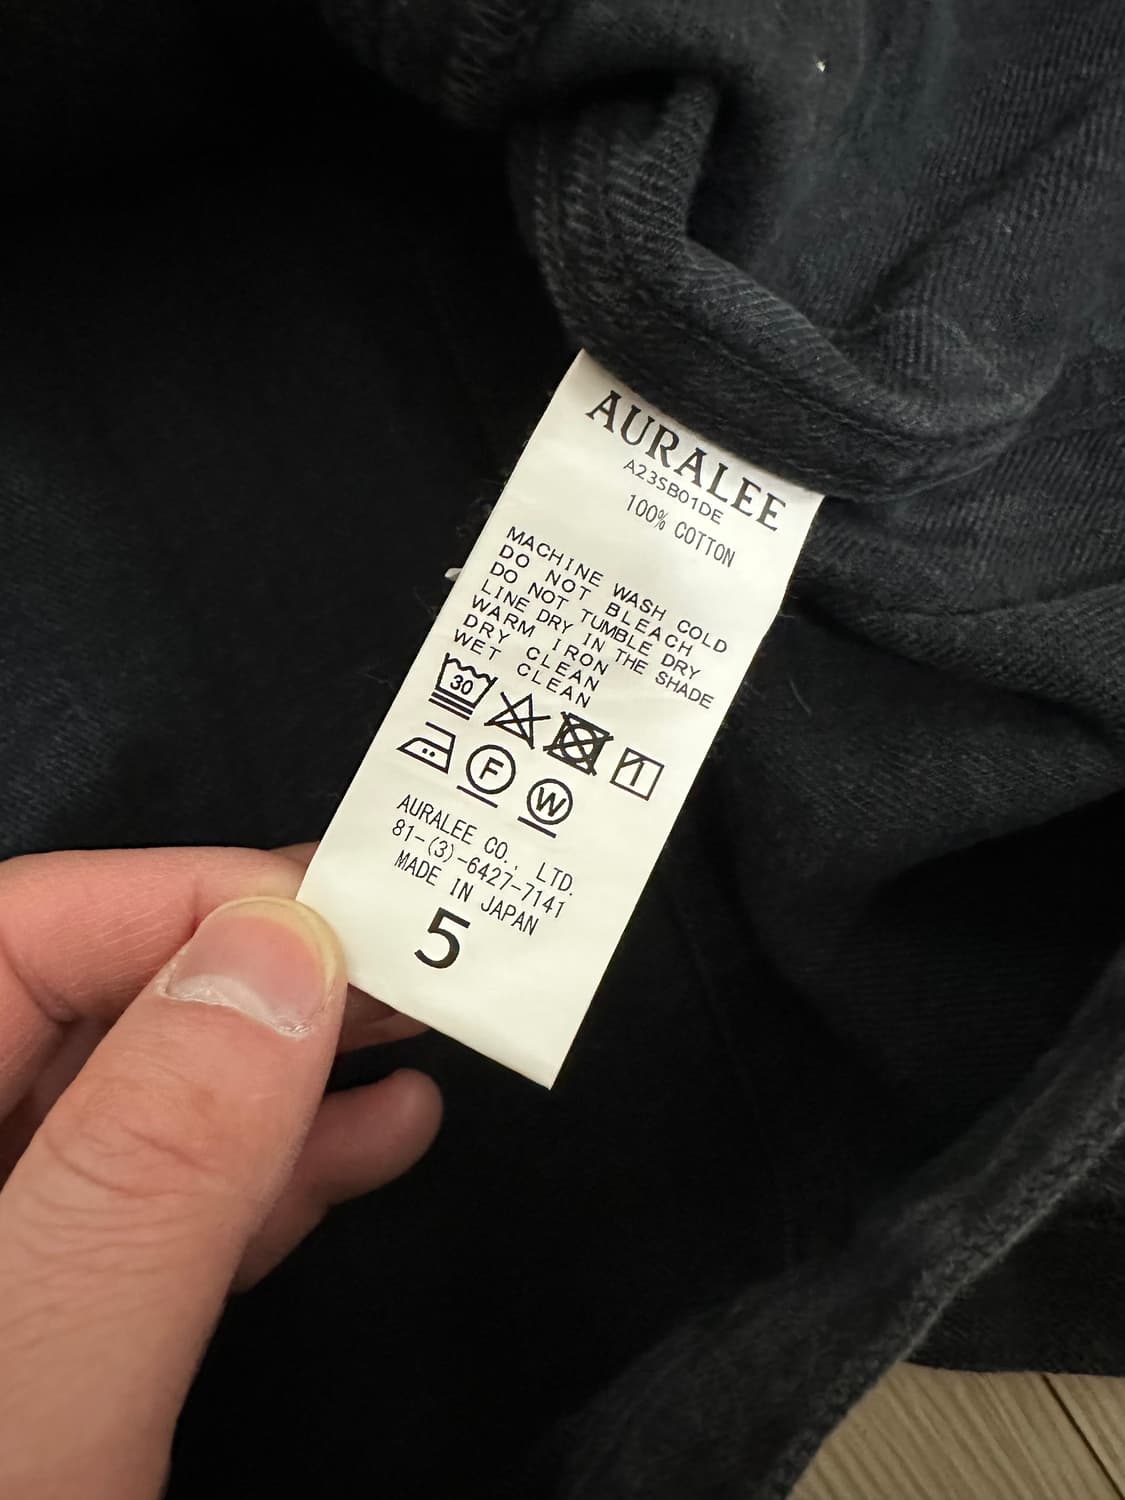 AURALEE
A23SB01DE
100% COTTON
MACHINE WASH COLD
DO NOT BLEACH
DO NOT TUMBLE DRY
LINE DRY IN THE SHADE
WARM IRON
DRY CLEAN
WET CLEAN
30
F W
AURALEE CO., LTD.
81-(3)-6427-7141
MADE IN JAPAN
5